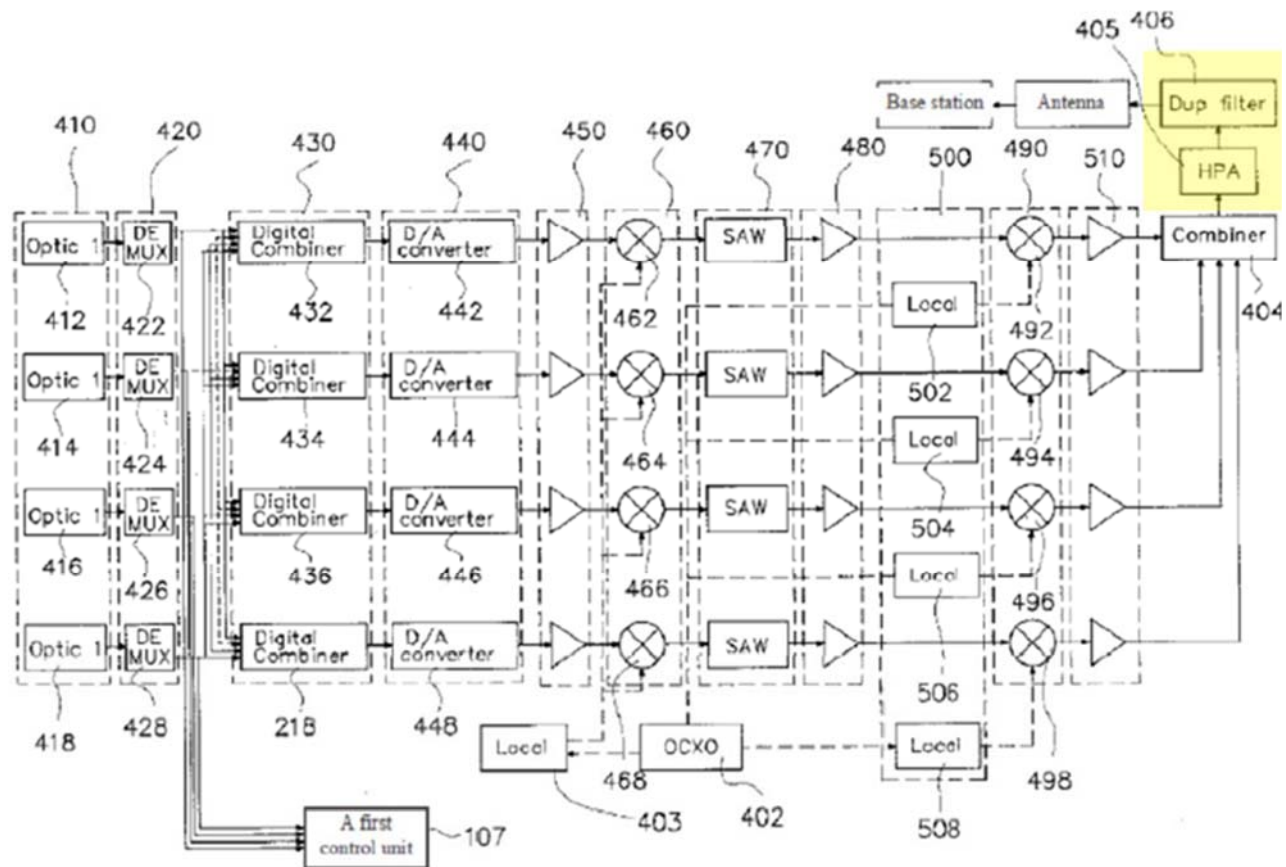 406
405
Base station
Antenna
Dup filter
410
420
430
440
450
460
470
480
500
490
510
HPA
Optic 1
DE
MUX
Digital
Combiner
D/A
converter
SAW
Combiner
412
422
432
442
462
Local
492
404
502
Optic 1
DE
MUX
Digital
Combiner
D/A
converter
SAW
414
424
434
444
464
Local
494
504
Optic 1
DE
MUX
Digital
Combiner
D/A
converter
SAW
416
426
436
446
466
Local
496
506
Optic 1
DE
MUX
Digital
Combiner
D/A
converter
SAW
418
428
218
448
Local
468
OCXO
Local
498
403
402
508
A first
control unit
107